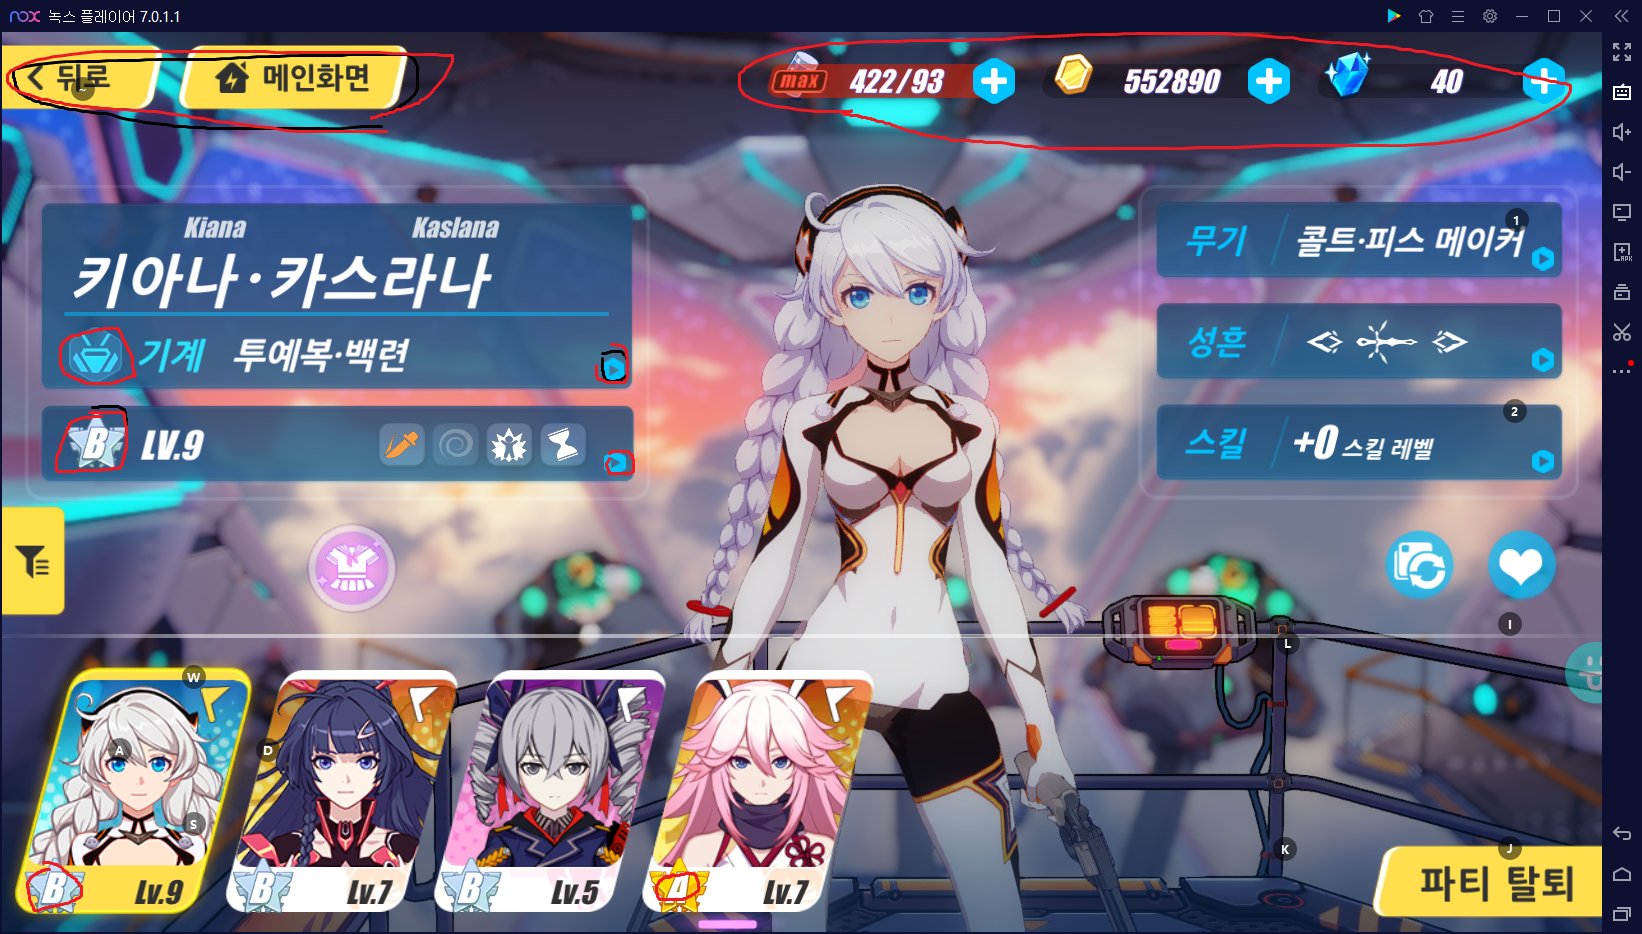 nox 녹스 플레이어 7.0.1.1
뒤로
메인화면
max 422/93
552890
40
Kiana Kaslana
키아나·카스라나
기계 투예복·백련
B LV.9
무기 콜트·피스 메이커
1
성흔
스킬 +0 스킬 레벨
2
APK
I
L
W
A
D
S
B Lv.9
B Lv.7
B Lv.5
A Lv.7
K
J
파티 탈퇴